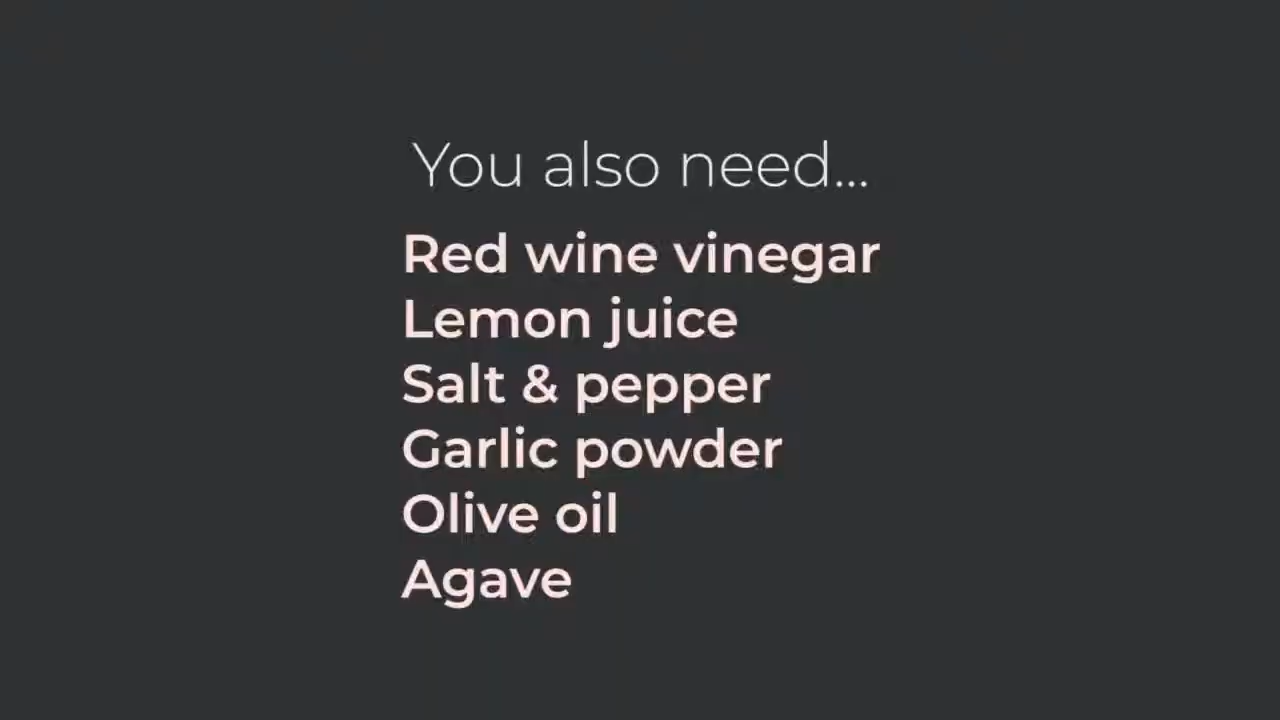 You also need...
Red wine vinegar
Lemon juice
Salt & pepper
Garlic powder
Olive oil
Agave